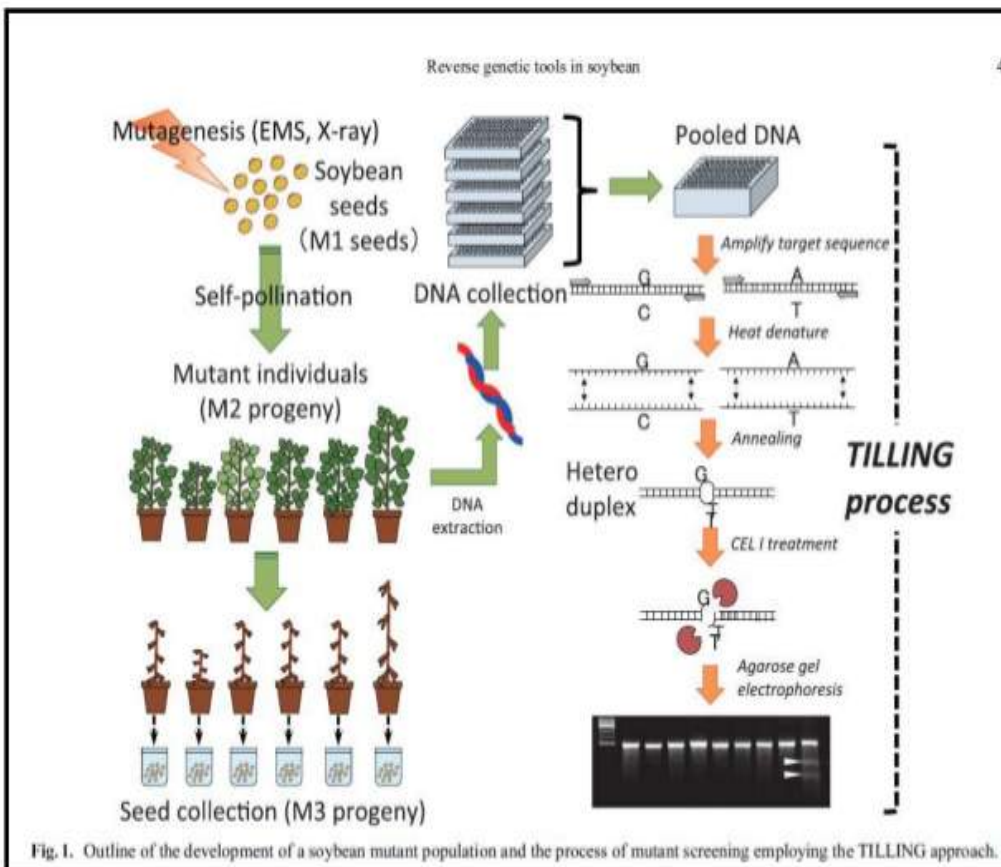 Reverse genetic tools in soybean
4
Mutagenesis (EMS, X-ray)
Soybean
seeds
(M1 seeds)
Self-pollination
Mutant individuals
(M2 progeny)
DNA
extraction
DNA collection
Seed collection (M3 progeny)
Pooled DNA
Amplify target sequence
G
A
C
T
Heat denature
G
A
C
T
Annealing
Hetero
duplex
G
T
CEL I treatment
G
T
Agarose gel
electrophoresis
TILLING
process
Fig. 1. Outline of the development of a soybean mutant population and the process of mutant screening employing the TILLING approach